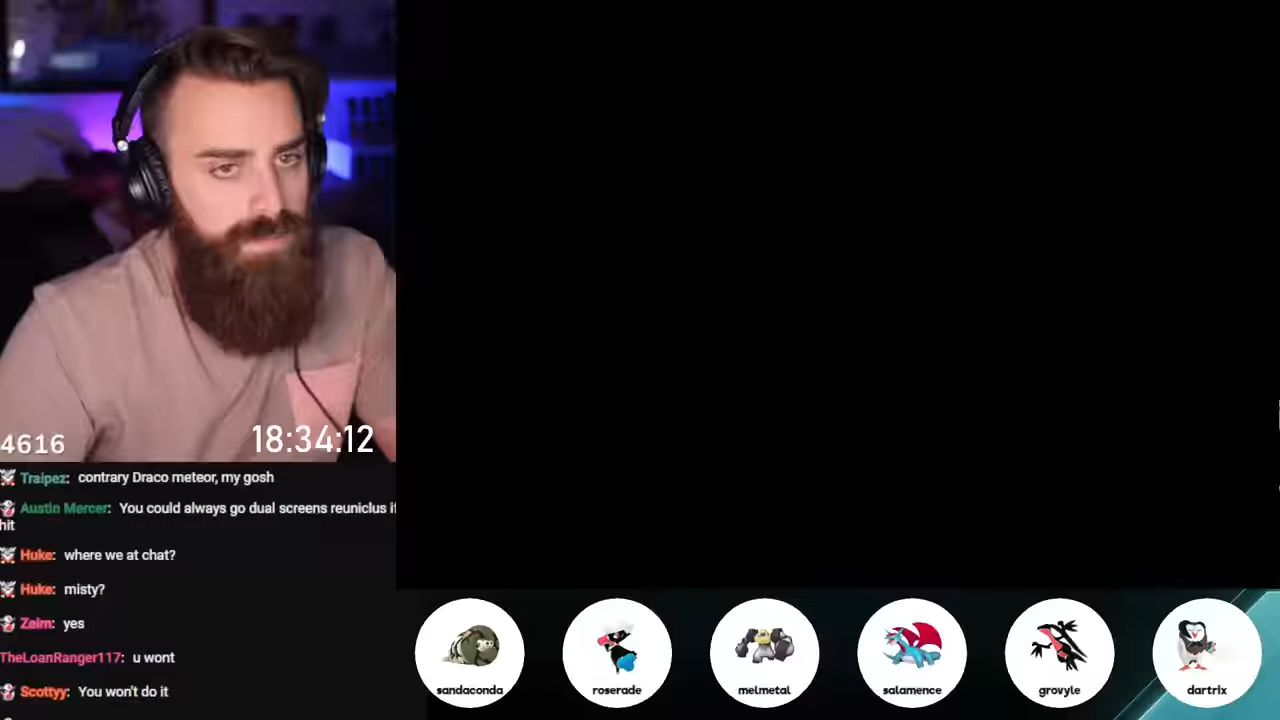 4616
18:34:12
Traipez: contrary Draco meteor, my gosh
Austin Mercer: You could always go dual screens reuniclus if
hit
Huke: where we at chat?
Huke: misty?
Zeim: yes
TheLoanRanger117: u wont
Scottyy: You won't do it
sandaconda
roserade
melmetal
salamence
grovyle
dartrix